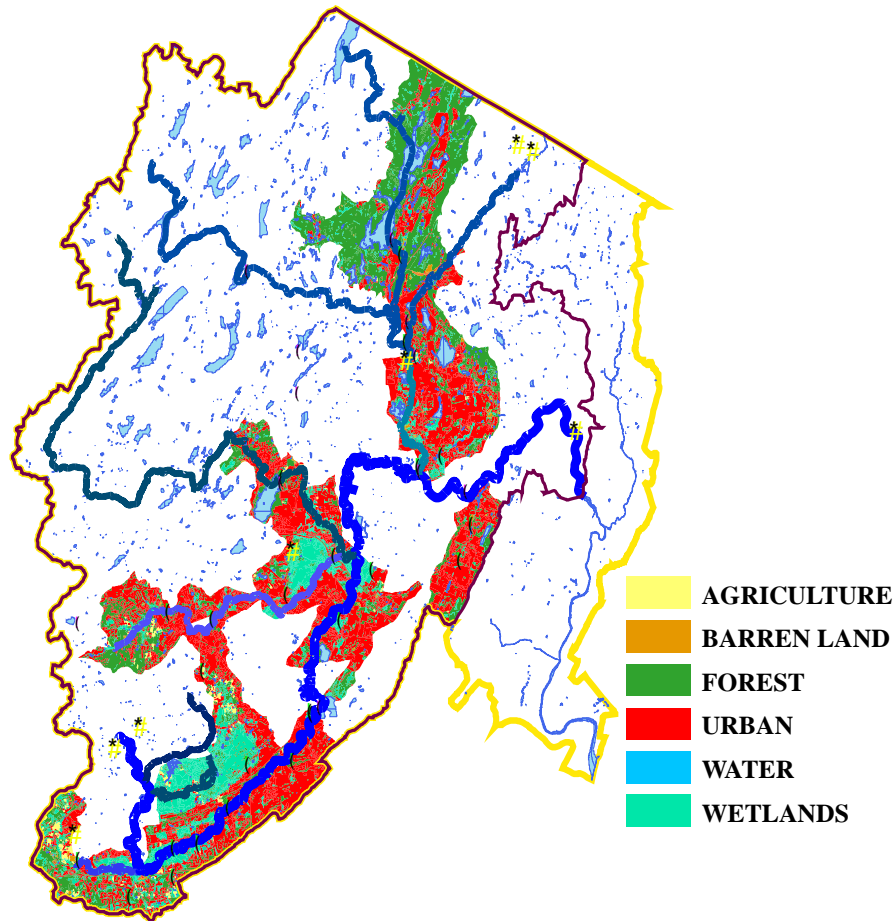 AGRICULTURE
BARREN LAND
FOREST
URBAN
WATER
WETLANDS